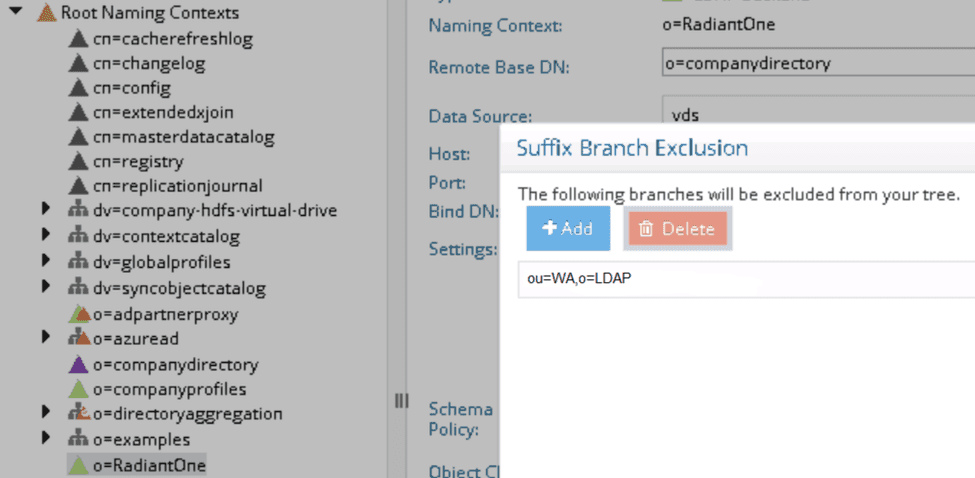 Root Naming Contexts
cn=cacherefreshlog
cn=changelog
cn=config
cn=extendedxjoin
cn=masterdatacatalog
cn=registry
cn=replicationjournal
dv=company-hdfs-virtual-drive
dv=contextcatalog
dv=globalprofiles
dv=syncobjectcatalog
o=adpartnerproxy
o=azuread
o=companydirectory
o=companyprofiles
o=directoryaggregation
o=examples
o=RadiantOne
Naming Context: o=RadiantOne
Remote Base DN: o=companydirectory
Data Source: vds
Host:
Port:
Bind DN:
Settings:
Schema
Policy:
Suffix Branch Exclusion
The following branches will be excluded from your tree.
Add Delete
ou=WA,o=LDAP